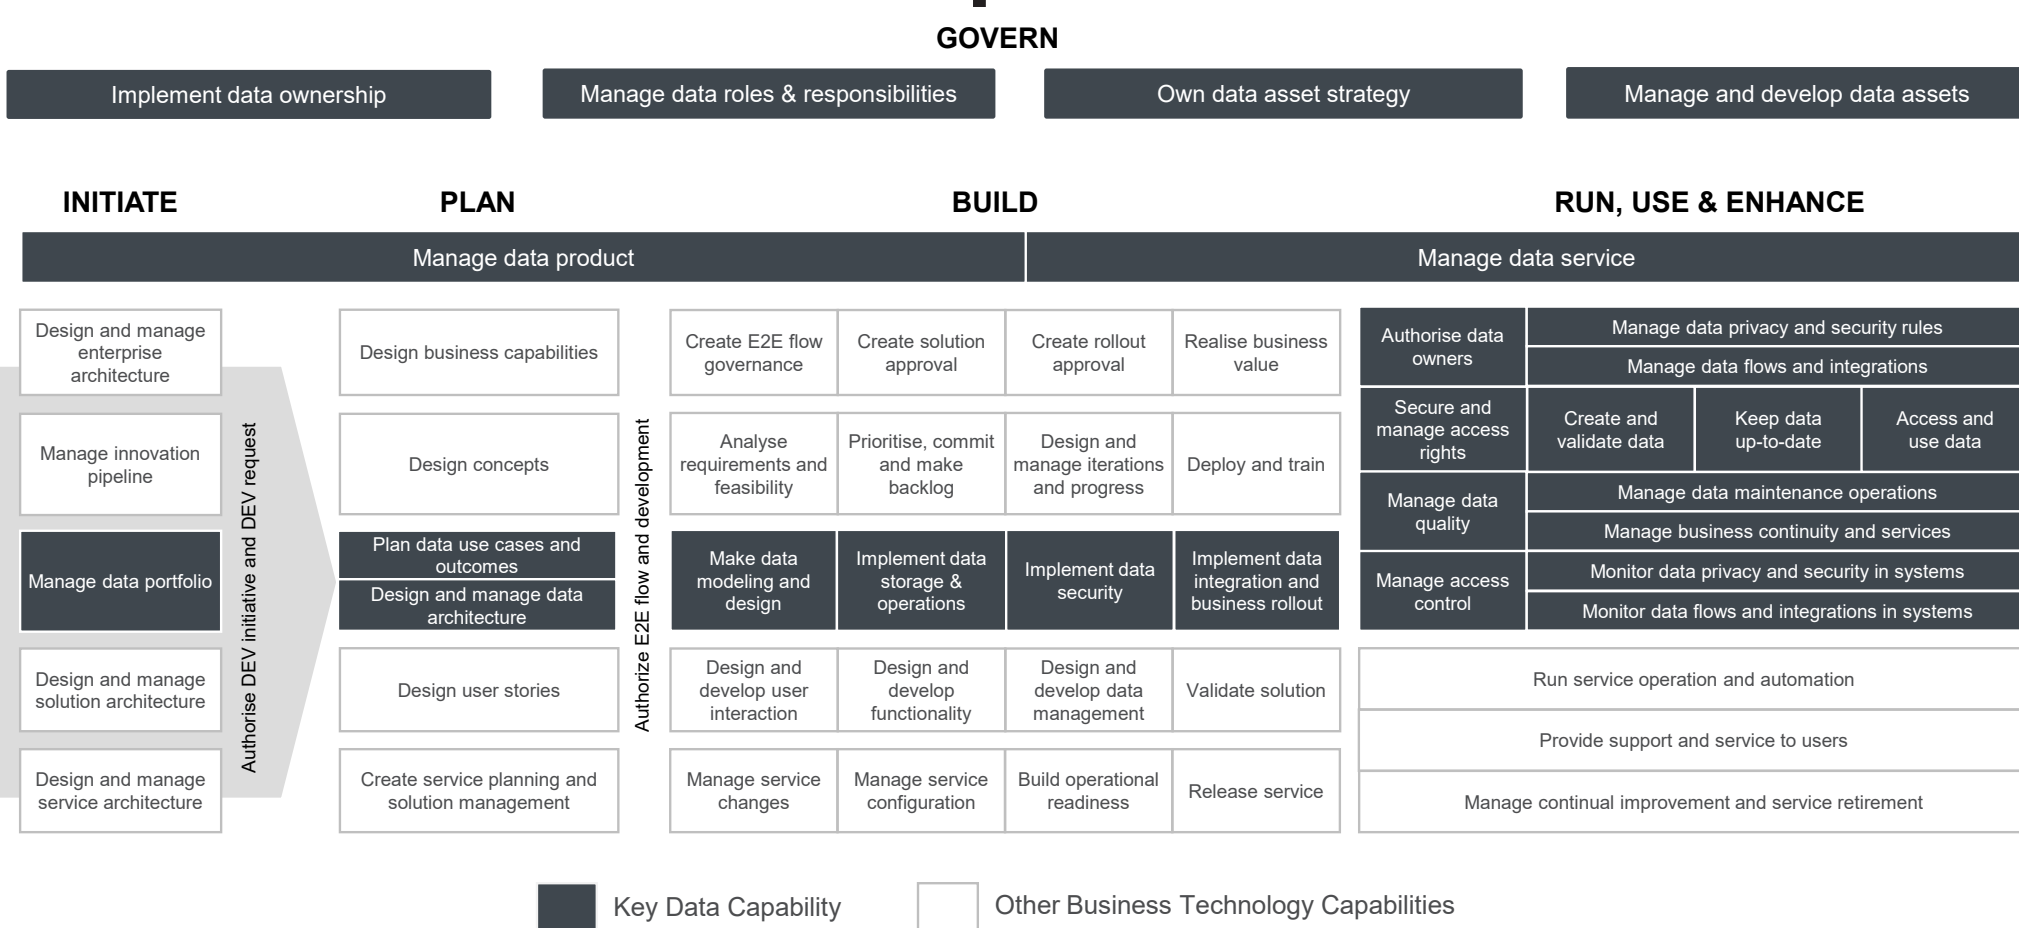 GOVERN
Implement data ownership
Manage data roles & responsibilities
Own data asset strategy
Manage and develop data assets
INITIATE
PLAN
BUILD
RUN, USE & ENHANCE
Manage data product
Manage data service
Design and manage
enterprise
architecture
Manage innovation
pipeline
Manage data portfolio
Design and manage
solution architecture
Design and manage
service architecture
Authorise DEV initiative and DEV request
Design business capabilities
Design concepts
Plan data use cases and
outcomes
Design and manage data
architecture
Design user stories
Create service planning and
solution management
Authorize E2E flow and development
Create E2E flow
governance
Create solution
approval
Create rollout
approval
Realise business
value
Analyse
requirements and
feasibility
Prioritise, commit
and make
backlog
Design and
manage iterations
and progress
Deploy and train
Make data
modeling and
design
Implement data
storage &
operations
Implement data
security
Implement data
integration and
business rollout
Design and
develop user
interaction
Design and
develop
functionality
Design and
develop data
management
Validate solution
Manage service
changes
Manage service
configuration
Build operational
readiness
Release service
Authorise data
owners
Manage data privacy and security rules
Manage data flows and integrations
Secure and
manage access
rights
Create and
validate data
Keep data
up-to-date
Access and
use data
Manage data
quality
Manage data maintenance operations
Manage business continuity and services
Manage access
control
Monitor data privacy and security in systems
Monitor data flows and integrations in systems
Run service operation and automation
Provide support and service to users
Manage continual improvement and service retirement
Key Data Capability
Other Business Technology Capabilities